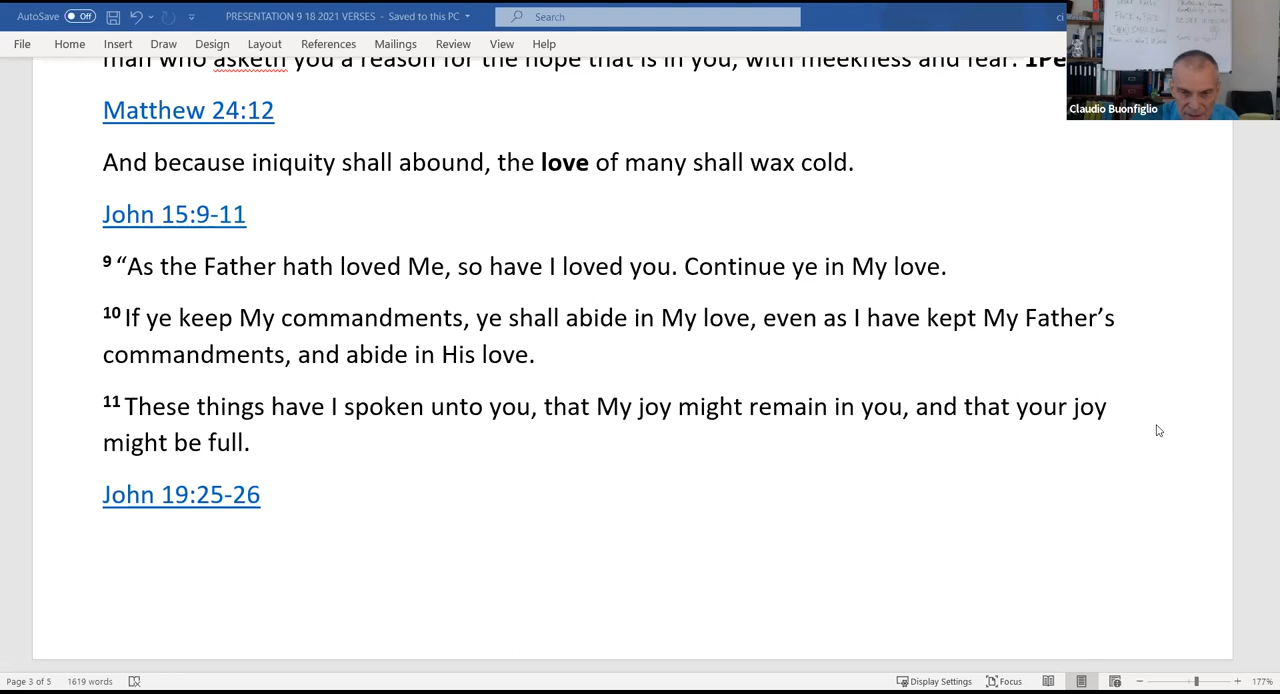 AutoSave Off PRESENTATION 9 18 2021 VERSES - Saved to this PC Search ci
File Home Insert Draw Design Layout References Mailings Review View Help
man who asketh you a reason for the hope that is in you, with meekness and fear. IPe
Claudio Buonfiglio
Matthew 24:12
And because iniquity shall abound, the love of many shall wax cold.
John 15:9-11
9 “As the Father hath loved Me, so have I loved you. Continue ye in My love.
10 If ye keep My commandments, ye shall abide in My love, even as I have kept My Father’s
commandments, and abide in His love.
11 These things have I spoken unto you, that My joy might remain in you, and that your joy
might be full.
John 19:25-26
Page 3 of 5 1619 words Display Settings Focus 177%